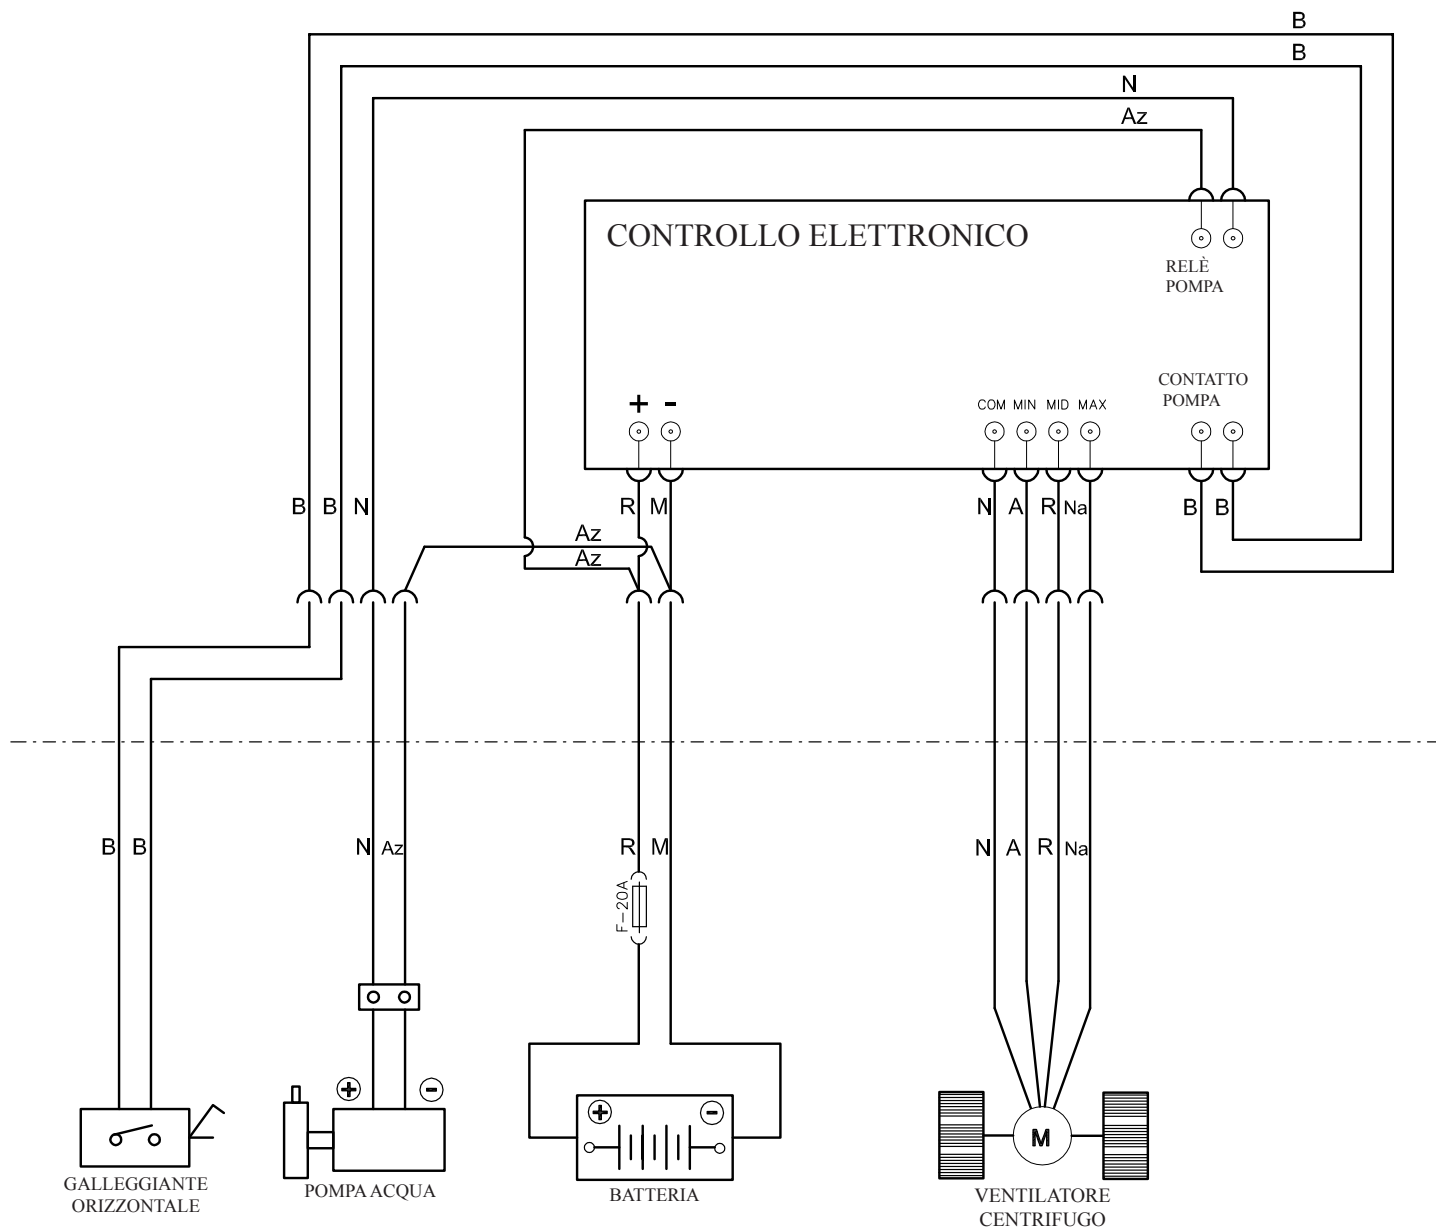 B
B
N
Az
CONTROLLO ELETTRONICO
RELÈ
POMPA
CONTATTO
POMPA
+ -
COM MIN MID MAX
B B N R M N A R Na B B
Az
Az
B B N Az R M N A R Na
F-20A
+ - + - M
GALLEGGIANTE
ORIZZONTALE
POMPA ACQUA
BATTERIA
VENTILATORE
CENTRIFUGO